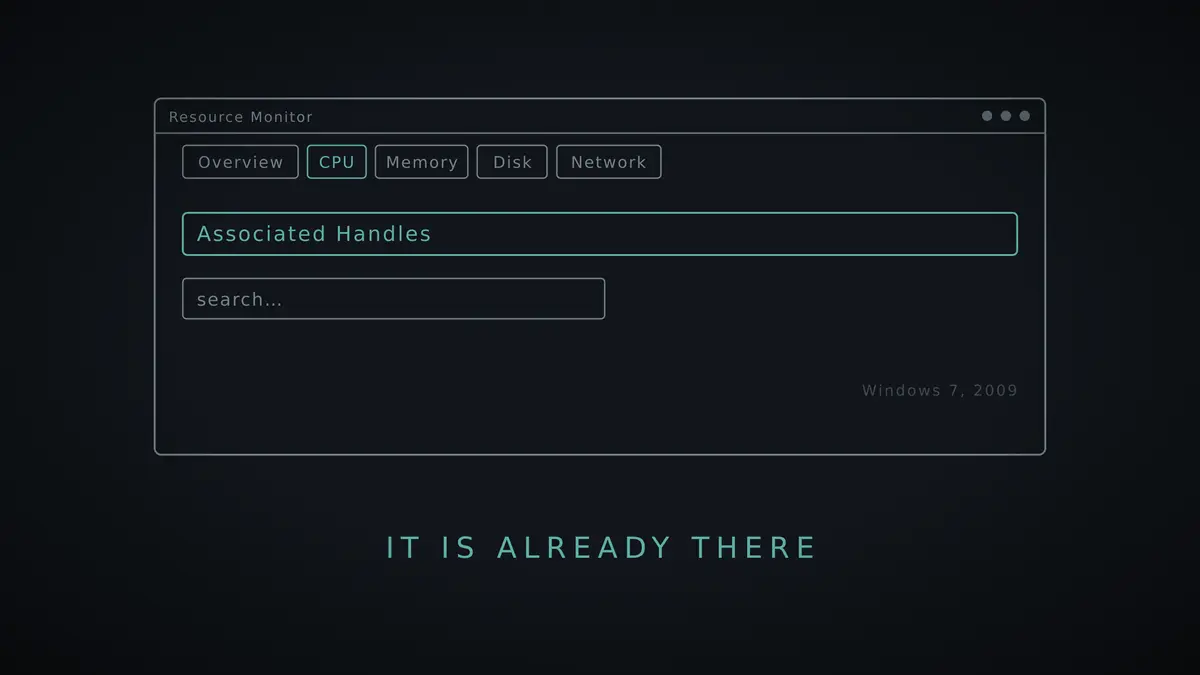 Resource Monitor
Overview CPU Memory Disk Network
Associated Handles
search...
Windows 7, 2009
IT IS ALREADY THERE